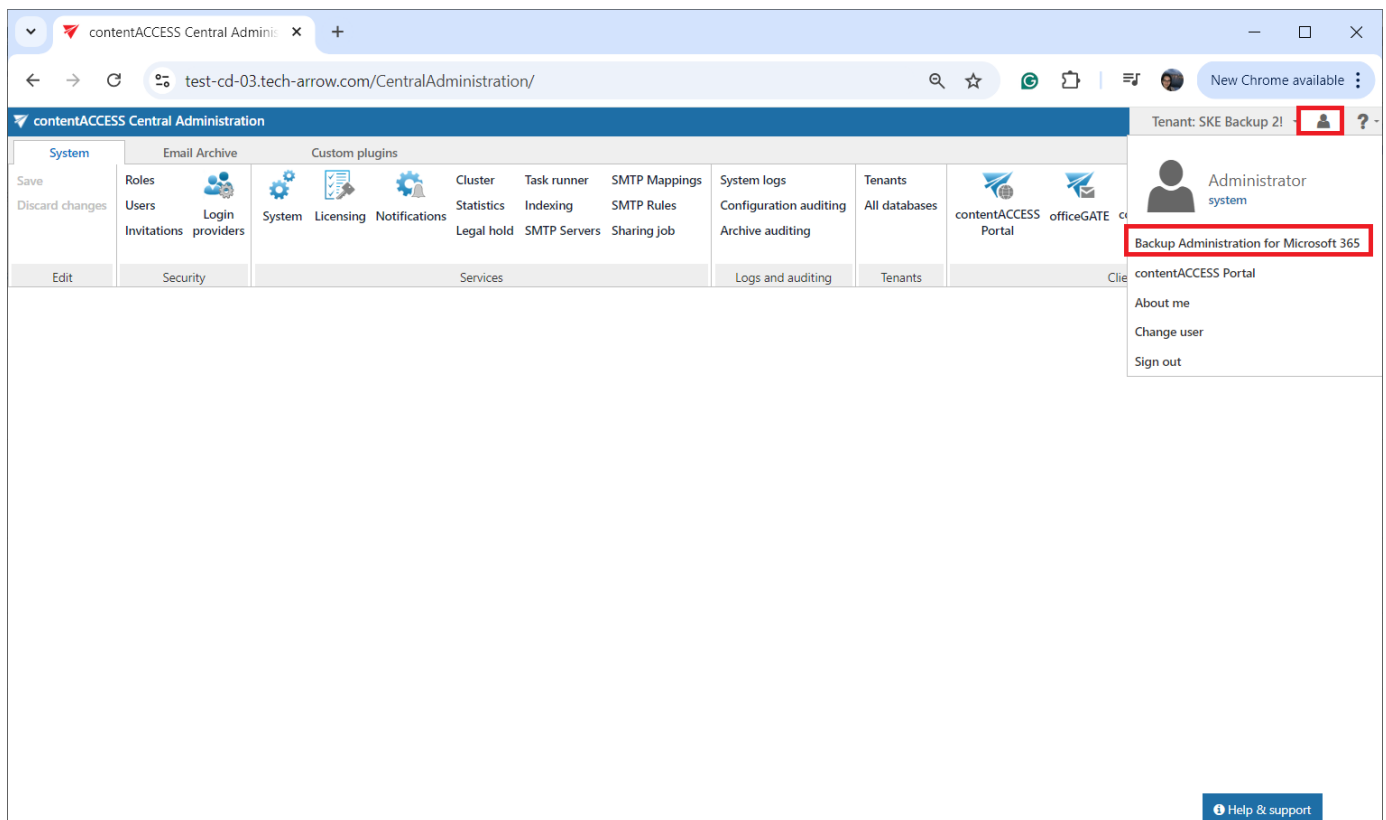 contentACCESS Central Adminis
test-cd-03.tech-arrow.com/CentralAdministration/
New Chrome available
contentACCESS Central Administration
Tenant: SKE Backup 2!
?
System
Email Archive
Custom plugins
Save
Discard changes
Edit
Roles
Users
Invitations
Login
providers
Security
System
Licensing
Notifications
Cluster
Statistics
Legal hold
Task runner
Indexing
SMTP Servers
SMTP Mappings
SMTP Rules
Sharing job
Services
System logs
Configuration auditing
Archive auditing
Logs and auditing
Tenants
All databases
Tenants
contentACCESS
Portal
officeGATE
Clie
Administrator
system
Backup Administration for Microsoft 365
contentACCESS Portal
About me
Change user
Sign out
Help & support